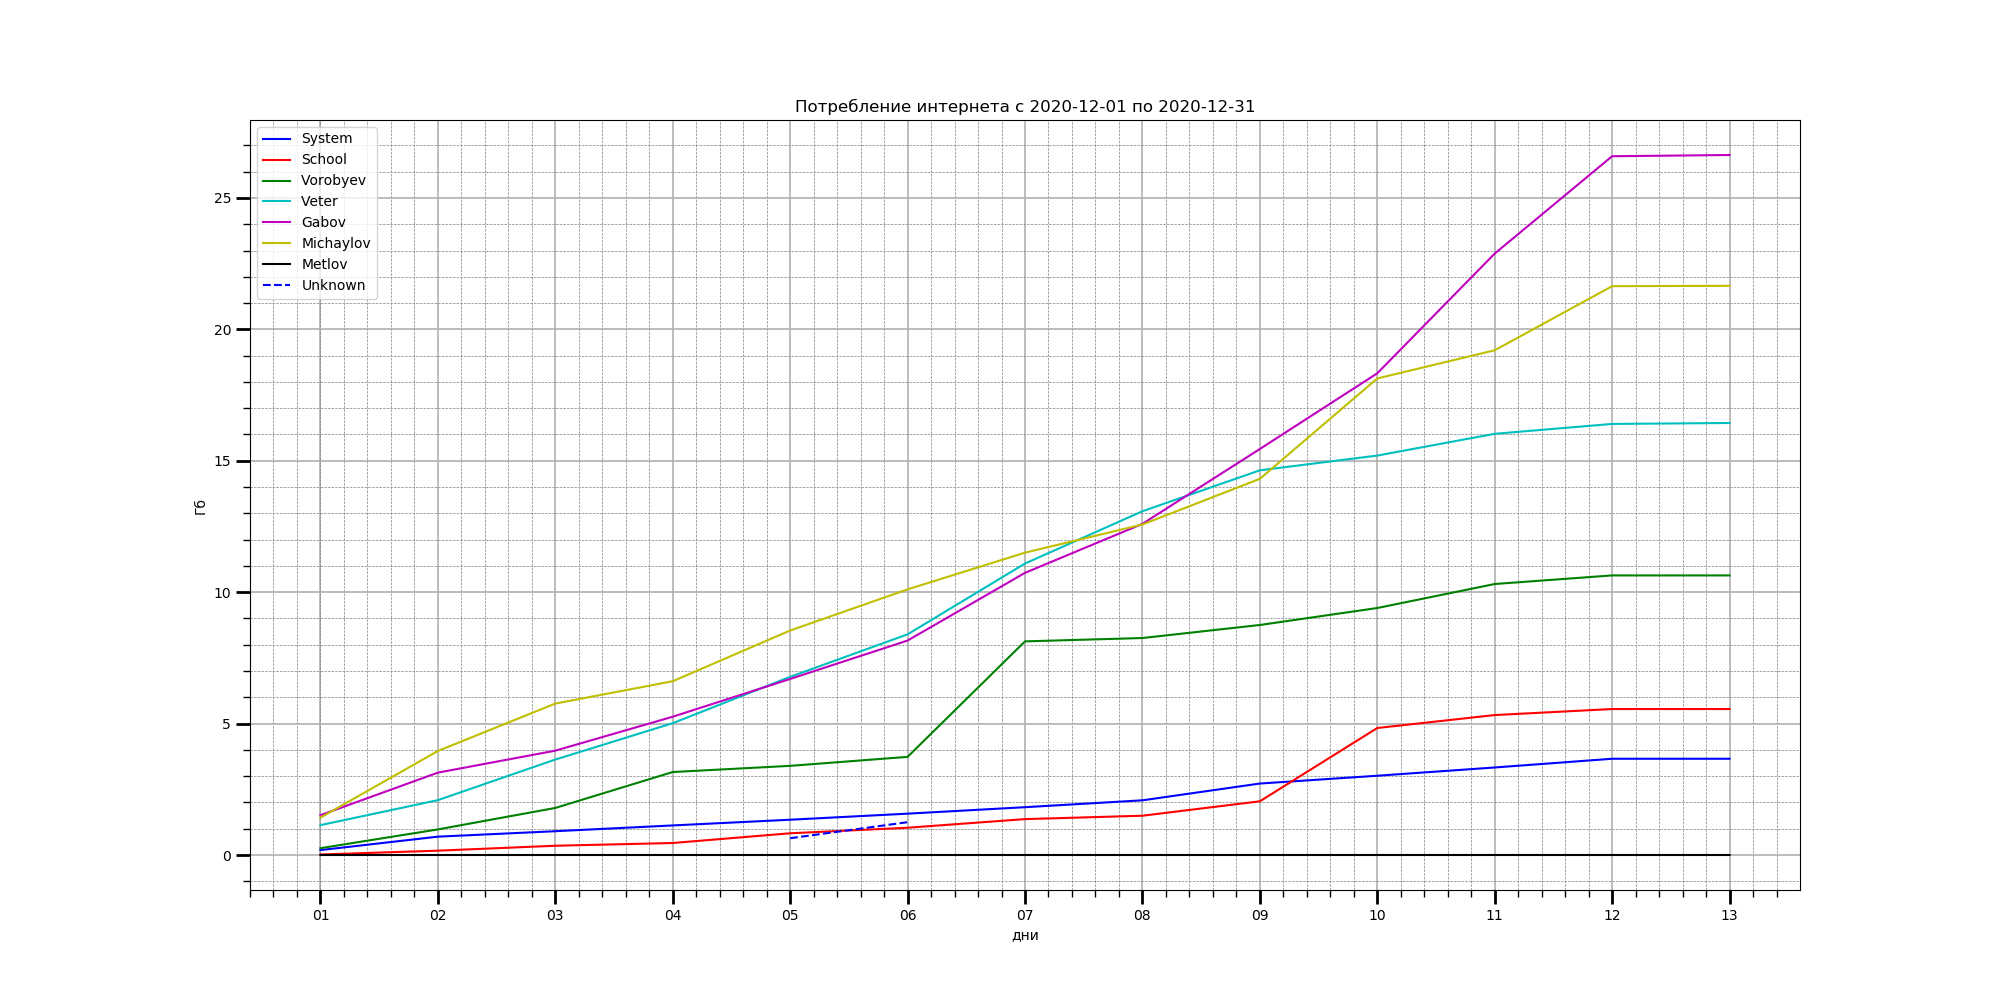 Потребление интернета с 2020-12-01 по 2020-12-31
System
School
Vorobyev
Veter
Gabov
Michaylov
Metlov
Unknown
25
20
15
10
5
0
Гб
01 02 03 04 05 06 07 08 09 10 11 12 13
дни